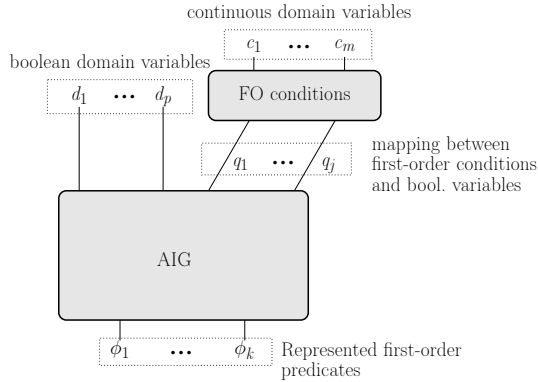 continuous domain variables
c1 ••• cm
boolean domain variables
d1 ••• dp
FO conditions
q1 ••• qj
mapping between
first-order conditions
and bool. variables
AIG
ϕ1 ••• ϕk
Represented first-order
predicates